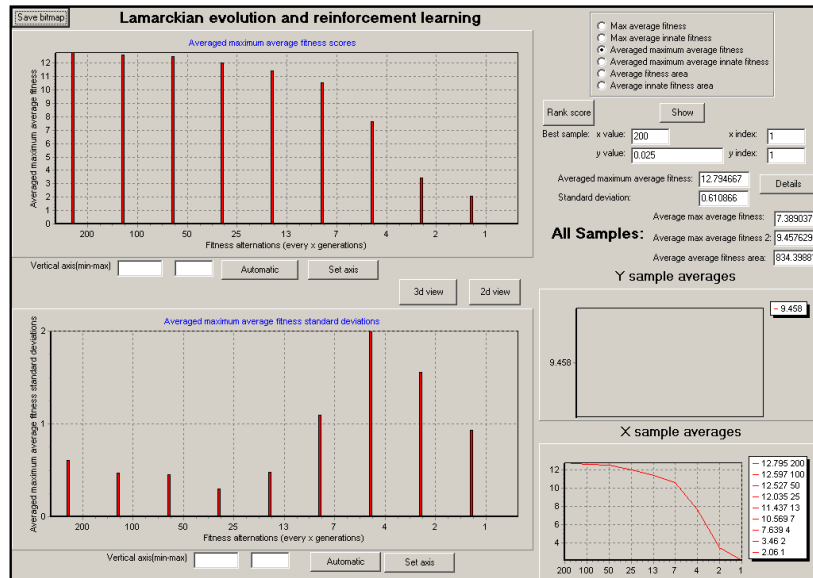 Save bitmap
Lamarckian evolution and reinforcement learning
Averaged maximum average fitness scores
Averaged maximum average fitness
12
11
10
9
8
7
6
5
4
3
2
1
0
200 100 50 25 13 7 4 2 1
Fitness alternations (every x generations)
Vertical axis(min-max)
Automatic
Set axis
3d view
2d view
Averaged maximum average fitness standard deviations
Averaged maximum average fitness standard deviations
2
1
0
200 100 50 25 13 7 4 2 1
Fitness alternations (every x generations)
Vertical axis(min-max)
Automatic
Set axis
Max average fitness
Max average innate fitness
Averaged maximum average fitness
Averaged maximum average innate fitness
Average fitness area
Average innate fitness area
Rank score
Show
Best sample: x value: 200 x index: 1
y value: 0.025 y index: 1
Averaged maximum average fitness: 12.794667
Details
Standard deviation: 0.610866
All Samples:
Average max average fitness: 7.389037
Average max average fitness 2: 9.457629
Average average fitness area: 834.39881
Y sample averages
9.458
9.458
X sample averages
12
10
8
6
4
200 100 50 25 13 7 4 2 1
12.795 200
12.597 100
12.527 50
12.035 25
11.437 13
10.569 7
7.639 4
3.46 2
2.06 1